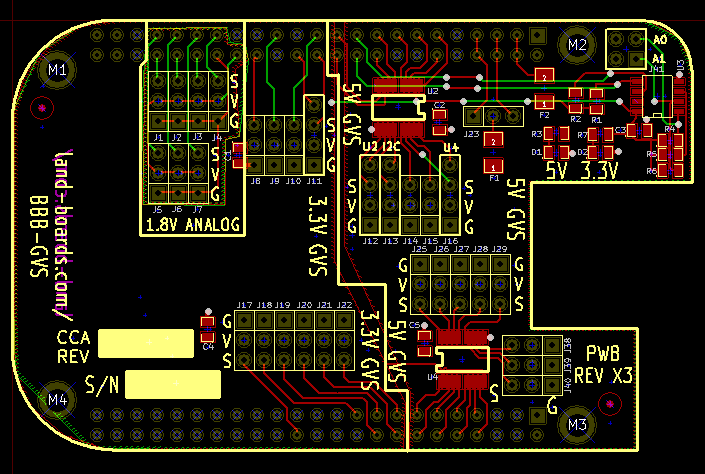 M1
M2
A0
A1
J41
U3
S
V
G
J1 J2 J3 J4
S
V
G
J5 J6 J7
1.8V ANALOG
S
V
G
J8 J9 J10 J11
5V GVS
3.3V GVS
U2
C2
J23
F2
R2 R1
F1
R3
R7
C3
R4
D1
D2
R5
R6
5V 3.3V
U2 I2C
U4
S
V
G
J12 J13 J14 J15 J16
5V GVS
J25 J26 J27 J28 J29
G
V
S
G
V
S
land-boards.com/
BBB-GVS
CCA
REV
S/N
C4
J17 J18 J19 J20 J21 J22
G
V
S
3.3V GVS
5V GVS
C5
U4
J38
J39
J40
S
G
PWB
REV X3
M4
M3